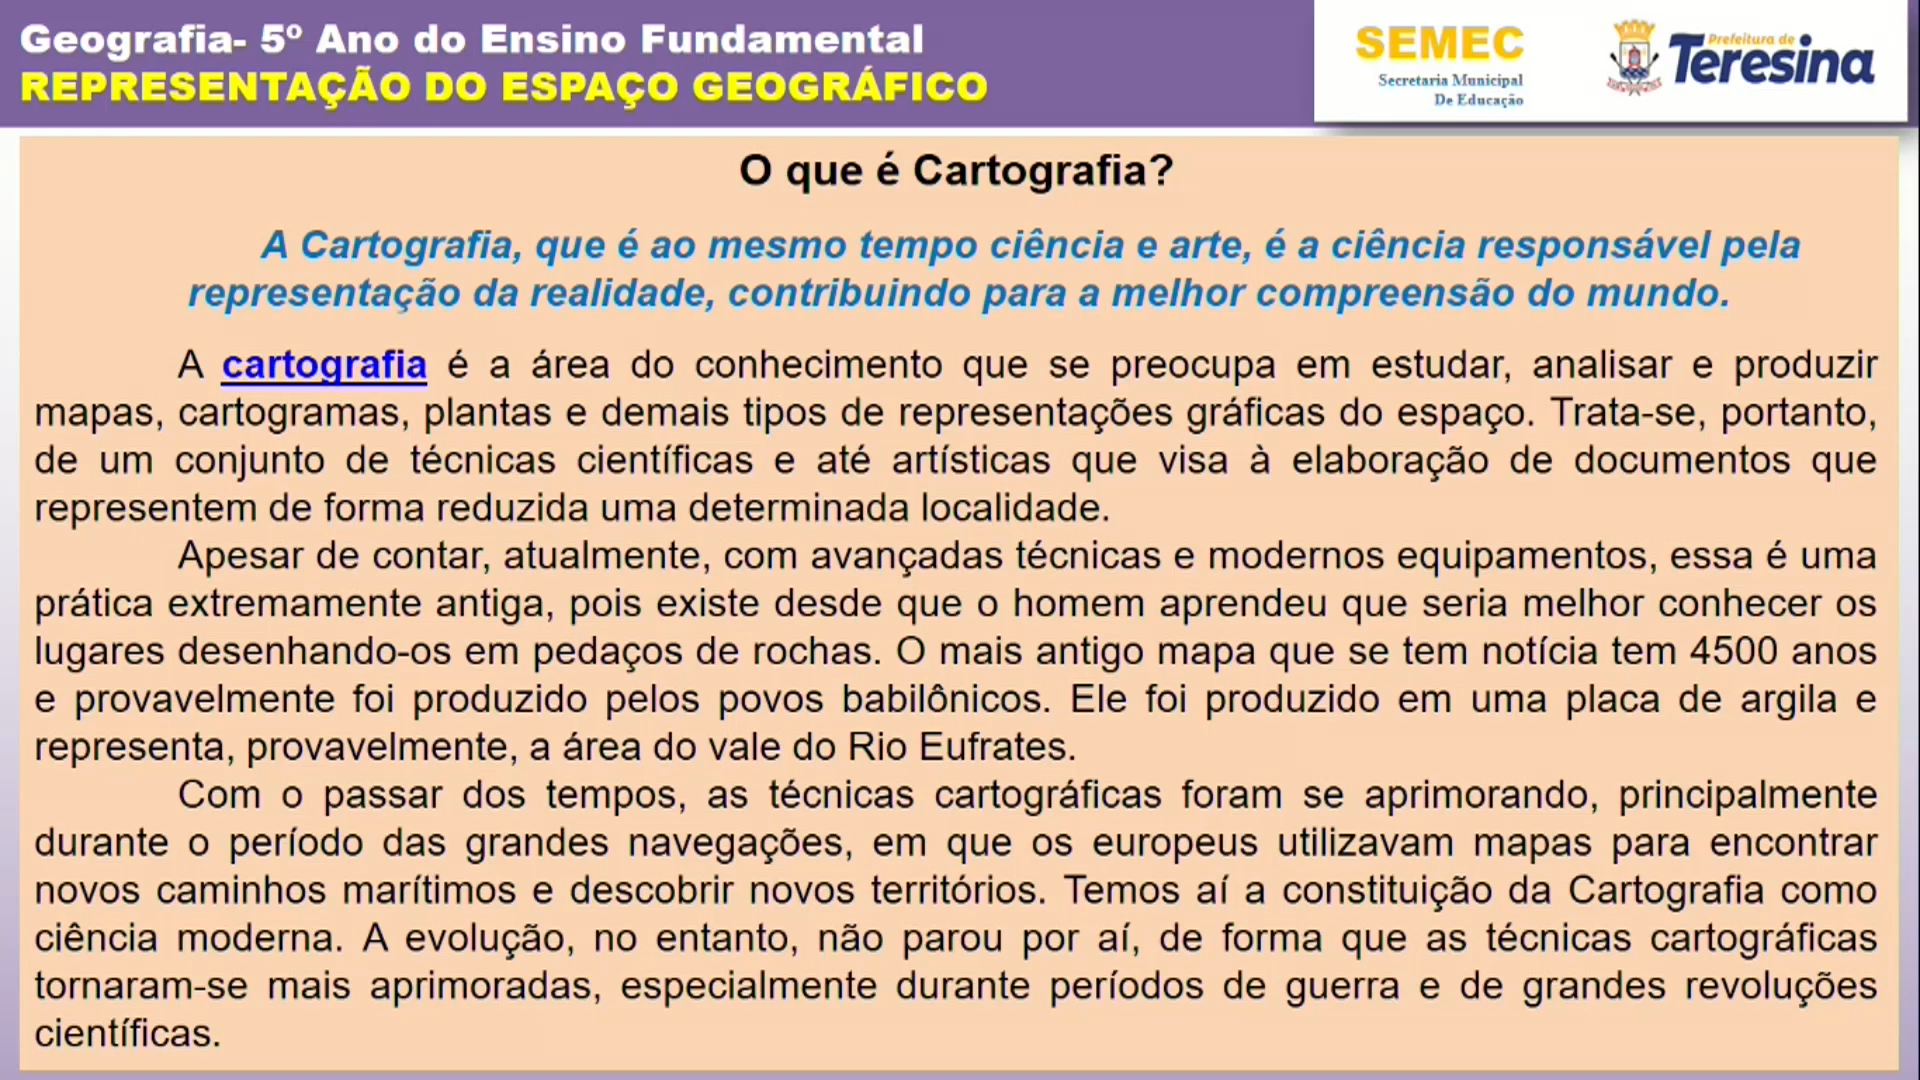 Geografia- 5º Ano do Ensino Fundamental
REPRESENTAÇÃO DO ESPAÇO GEOGRÁFICO
SEMEC
Secretaria Municipal
De Educação
Prefeitura de
Teresina
O que é Cartografia?
A Cartografia, que é ao mesmo tempo ciência e arte, é a ciência responsável pela
representação da realidade, contribuindo para a melhor compreensão do mundo.
A cartografia é a área do conhecimento que se preocupa em estudar, analisar e produzir
mapas, cartogramas, plantas e demais tipos de representações gráficas do espaço. Trata-se, portanto,
de um conjunto de técnicas científicas e até artísticas que visa à elaboração de documentos que
representem de forma reduzida uma determinada localidade.
Apesar de contar, atualmente, com avançadas técnicas e modernos equipamentos, essa é uma
prática extremamente antiga, pois existe desde que o homem aprendeu que seria melhor conhecer os
lugares desenhando-os em pedaços de rochas. O mais antigo mapa que se tem notícia tem 4500 anos
e provavelmente foi produzido pelos povos babilônicos. Ele foi produzido em uma placa de argila e
representa, provavelmente, a área do vale do Rio Eufrates.
Com o passar dos tempos, as técnicas cartográficas foram se aprimorando, principalmente
durante o período das grandes navegações, em que os europeus utilizavam mapas para encontrar
novos caminhos marítimos e descobrir novos territórios. Temos aí a constituição da Cartografia como
ciência moderna. A evolução, no entanto, não parou por aí, de forma que as técnicas cartográficas
tornaram-se mais aprimoradas, especialmente durante períodos de guerra e de grandes revoluções
científicas.